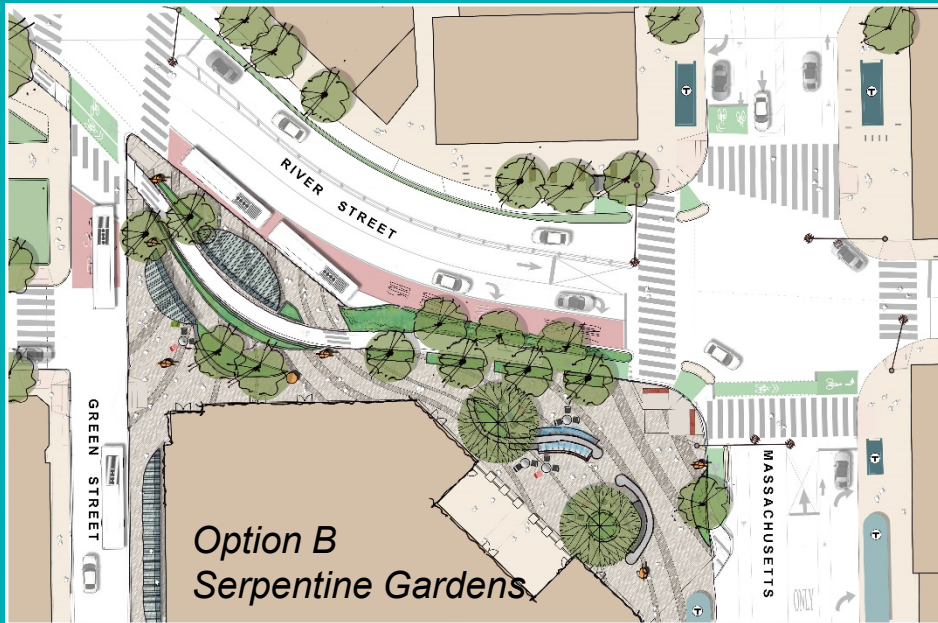 RIVER STREET
GREEN STREET
MASSACHUSETTS
ONLY
T
T
T
T
T
Option B
Serpentine Gardens